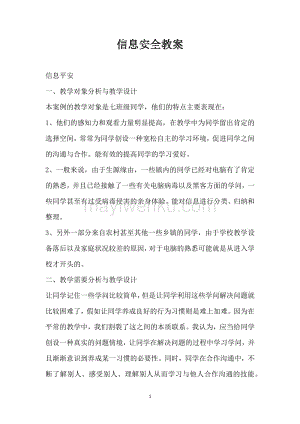 信息安全教案
信息平安
一、教学对象分析与教学设计
本案例的教学对象是七班级同学，他们的特点主要表现在：
1、他们的感知力和观看力量明显提高，在教学中为同学留出肯定的
选择空间，常常为同学创设一种宽松自主的学习环境，促进同学之间
的沟通与合作。能有效的提高同学的学习爱好。
2、一般来说，由于生源缘由，一些镇内的同学已经对电脑有了肯定
的熟悉，并且已经接触了一些有关电脑病毒以及黑客方面的学问，一
些同学甚至有过受病毒侵害的亲身体验。能对信息进行分类、归纳和
整理。
3、另外一部分来自农村甚至其他一些乡镇的同学，由于学校教学设
备落后以及家庭状况较差的原因，对于电脑的熟悉可能就是从进入学
校才开头的。
二、教学需要分析与教学设计
让同学记住一些学问比较简单，但是让同学利用这些学问解决问题就
比较困难了，假如让同学养成良好的行为习惯则是难上加难。因为在
平常的教学中，我们割裂了这之间的本质联系。我认为，应当给同学
创设一种真实的问题情境，让同学在解决问题的过程中学习学问，并
且渐渐意识到养成某一习惯的必要性。同时，同学在合作沟通中，不
断了解别人、感受别人、理解别人从而学习与他人合作沟通的技能。
1